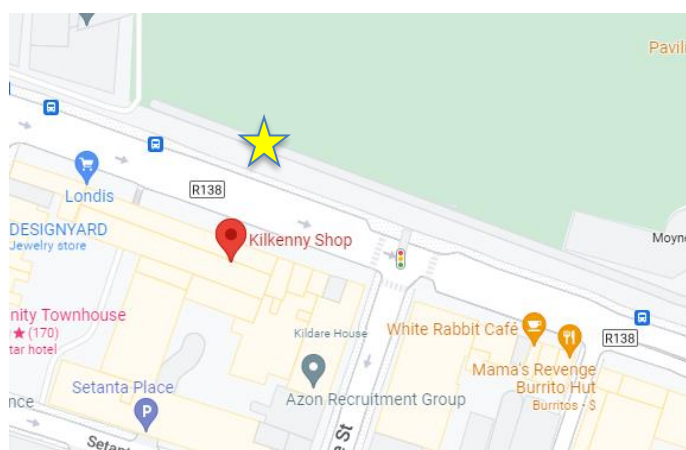 Pavili
R138
Londis
DESIGNYARD
Jewelry store
Kilkenny Shop
Moyne
nity Townhouse
(170)
tar hotel
Kildare House
White Rabbit Café
R138
Mama's Revenge
Burrito Hut
Burritos · $
Setanta Place
Azon Recruitment Group
nce
P
e St
Setant